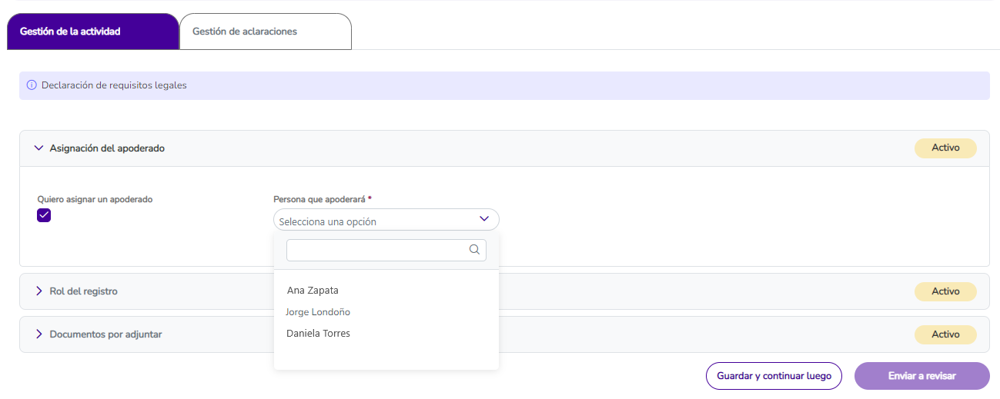 Gestión de la actividad
Gestión de aclaraciones
Declaración de requisitos legales
Asignación del apoderado
Activo
Quiero asignar un apoderado
Persona que apoderará *
Selecciona una opción
Ana Zapata
Jorge Londoño
Daniela Torres
Rol del registro
Activo
Documentos por adjuntar
Activo
Guardar y continuar luego
Enviar a revisar